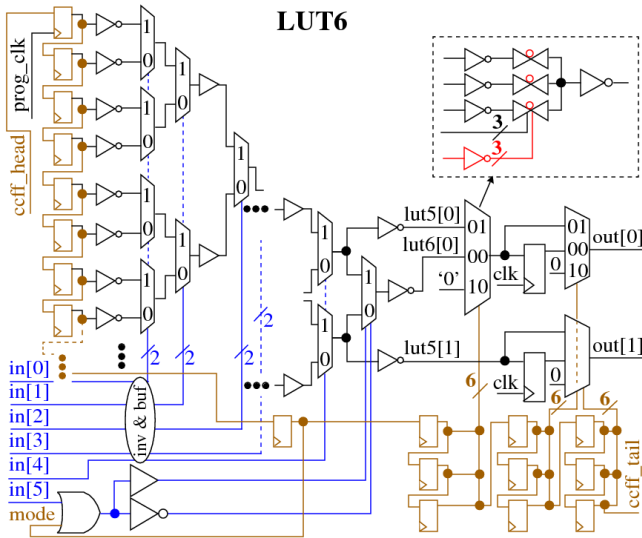 LUT6
prog_clk
ccff_head
1
0
1
0
1
0
1
0
1
0
1
0
1
0
2
2
2
2
3
3
1
0
1
0
1
0
lut5[0]
lut6[0]
'0'
01
00
10
clk
0
01
00
10
out[0]
lut5[1]
clk
0
out[1]
6
6
6
in[0]
in[1]
in[2]
in[3]
in[4]
in[5]
mode
inv & buf
ccff_tail